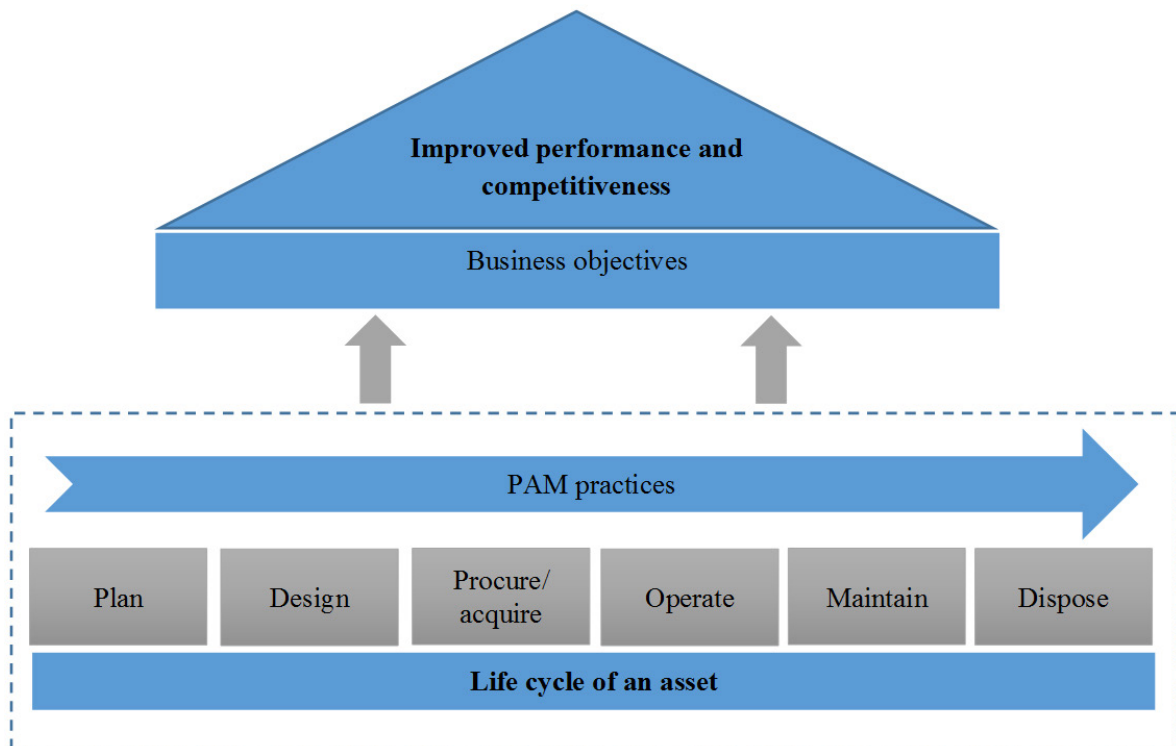 Improved performance and
competitiveness
Business objectives
PAM practices
Plan
Design
Procure/
acquire
Operate
Maintain
Dispose
Life cycle of an asset